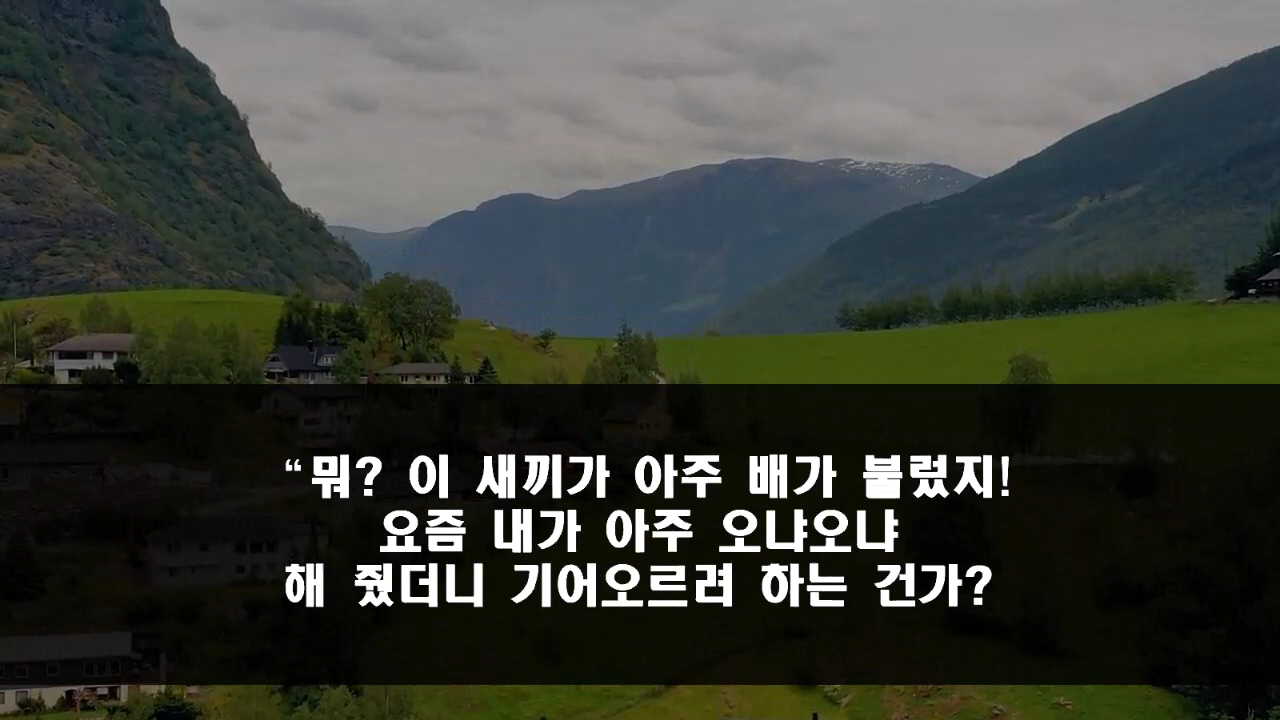 “뭐? 이 새끼가 아주 배가 불렀지!
요즘 내가 아주 오냐오냐
해 줬더니 기어오르려 하는 건가?